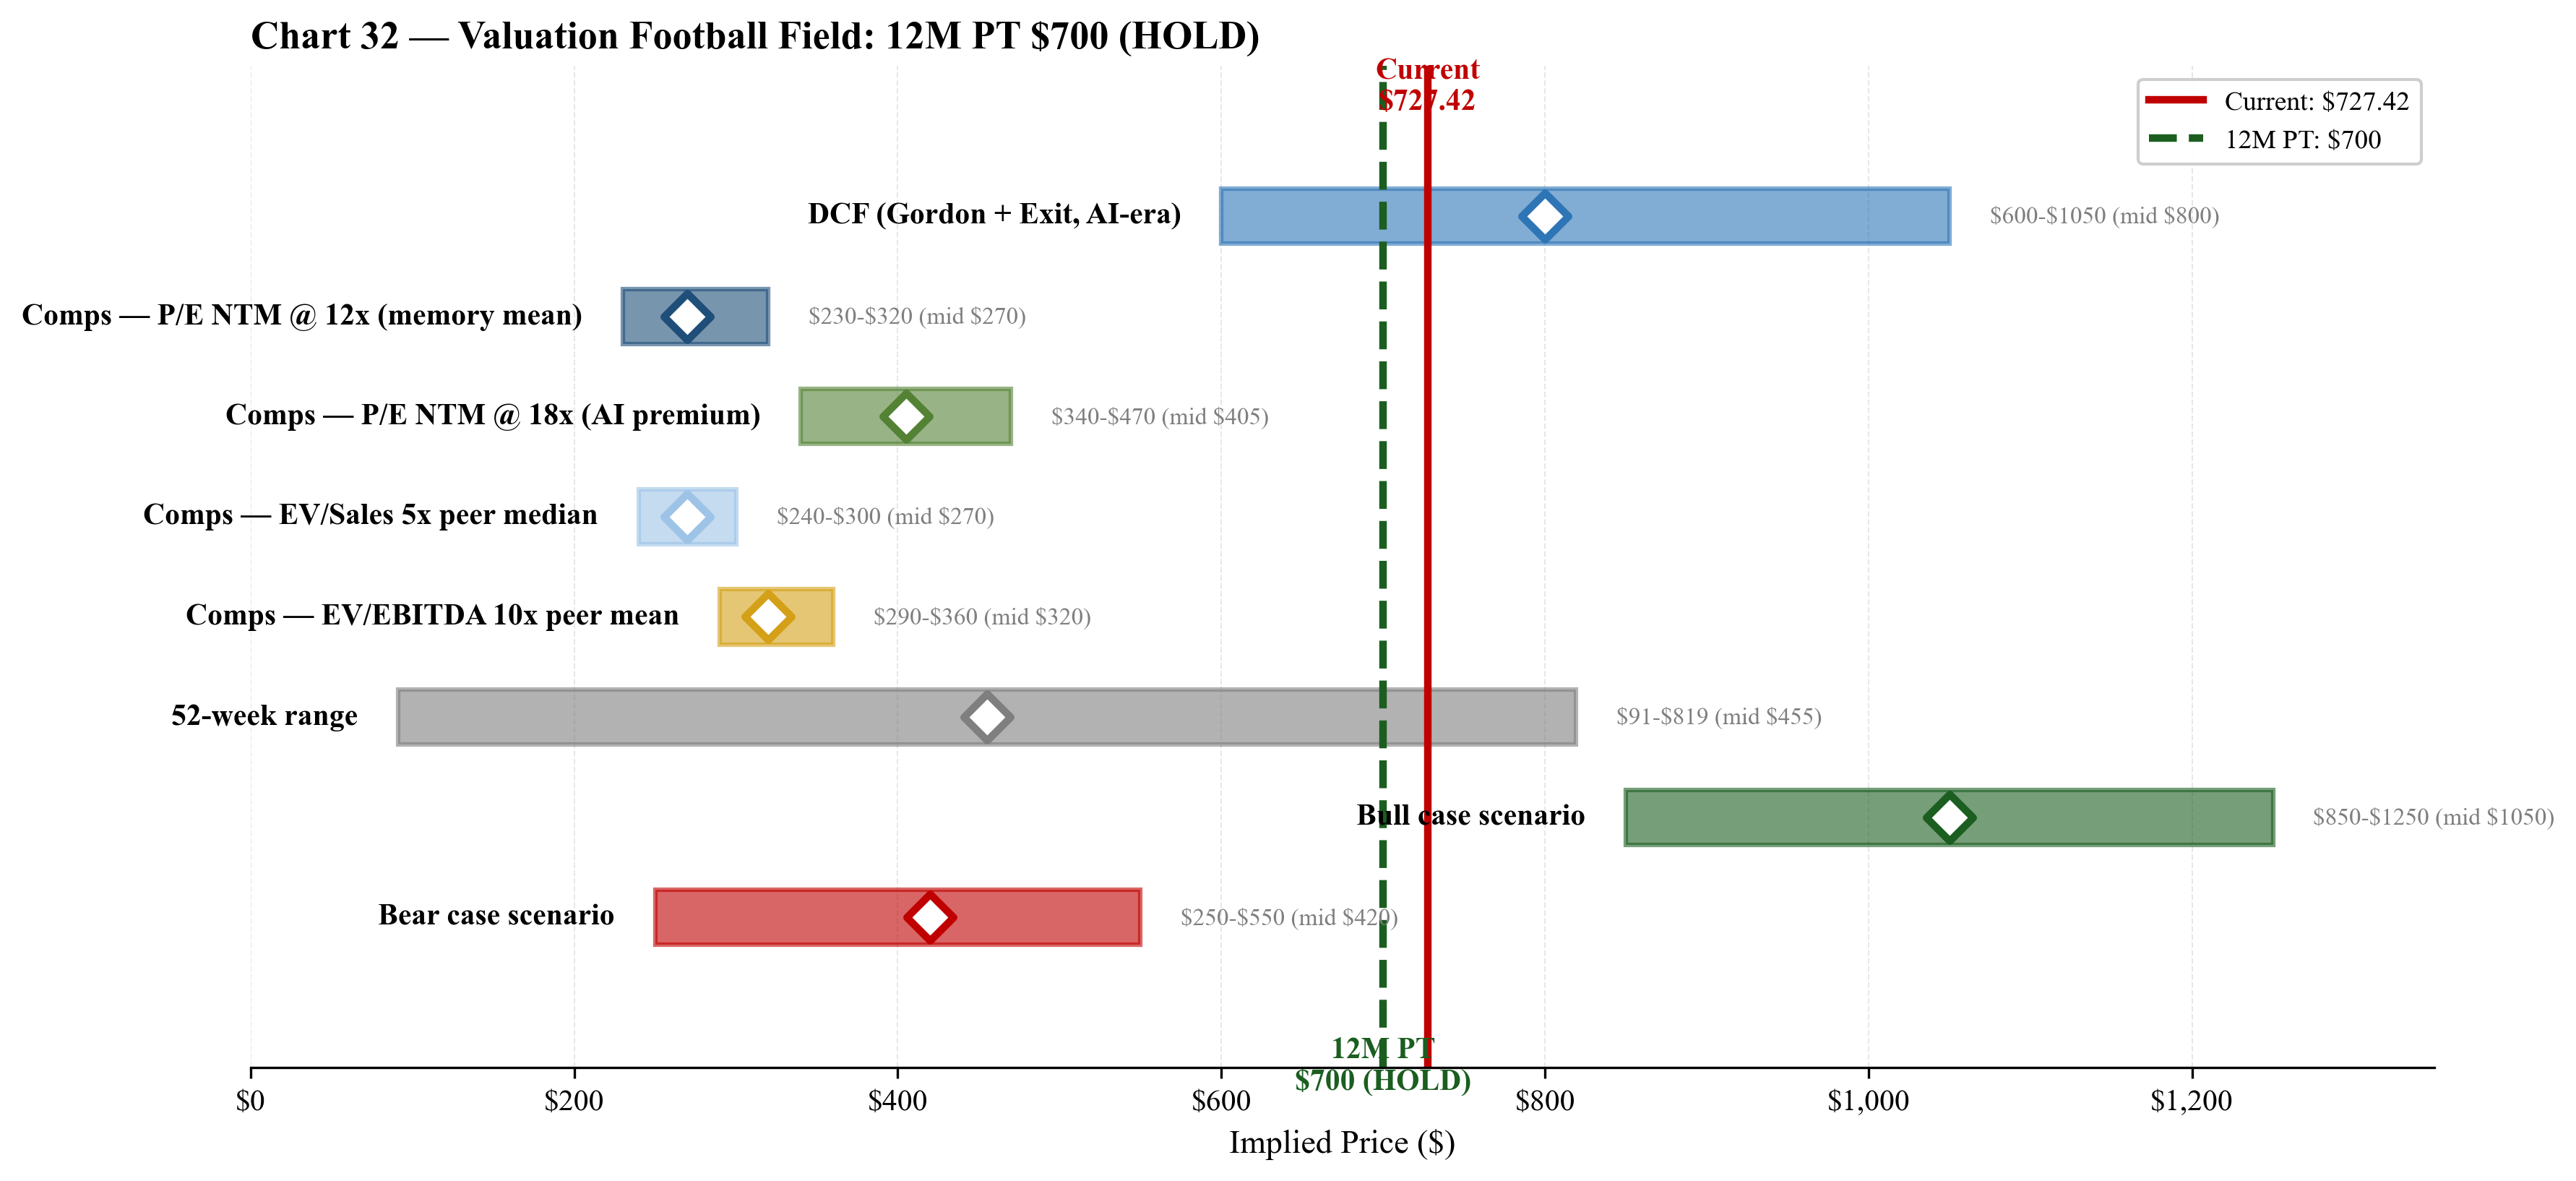 Chart 32 — Valuation Football Field: 12M PT $700 (HOLD)
Current
$727.42
Current: $727.42
12M PT: $700
DCF (Gordon + Exit, AI-era)
$600-$1050 (mid $800)
Comps — P/E NTM @ 12x (memory mean)
$230-$320 (mid $270)
Comps — P/E NTM @ 18x (AI premium)
$340-$470 (mid $405)
Comps — EV/Sales 5x peer median
$240-$300 (mid $270)
Comps — EV/EBITDA 10x peer mean
$290-$360 (mid $320)
52-week range
$91-$819 (mid $455)
Bull case scenario
$850-$1250 (mid $1050)
Bear case scenario
$250-$550 (mid $420)
12M PT
$700 (HOLD)
$0 $200 $400 $600 $800 $1,000 $1,200
Implied Price ($)